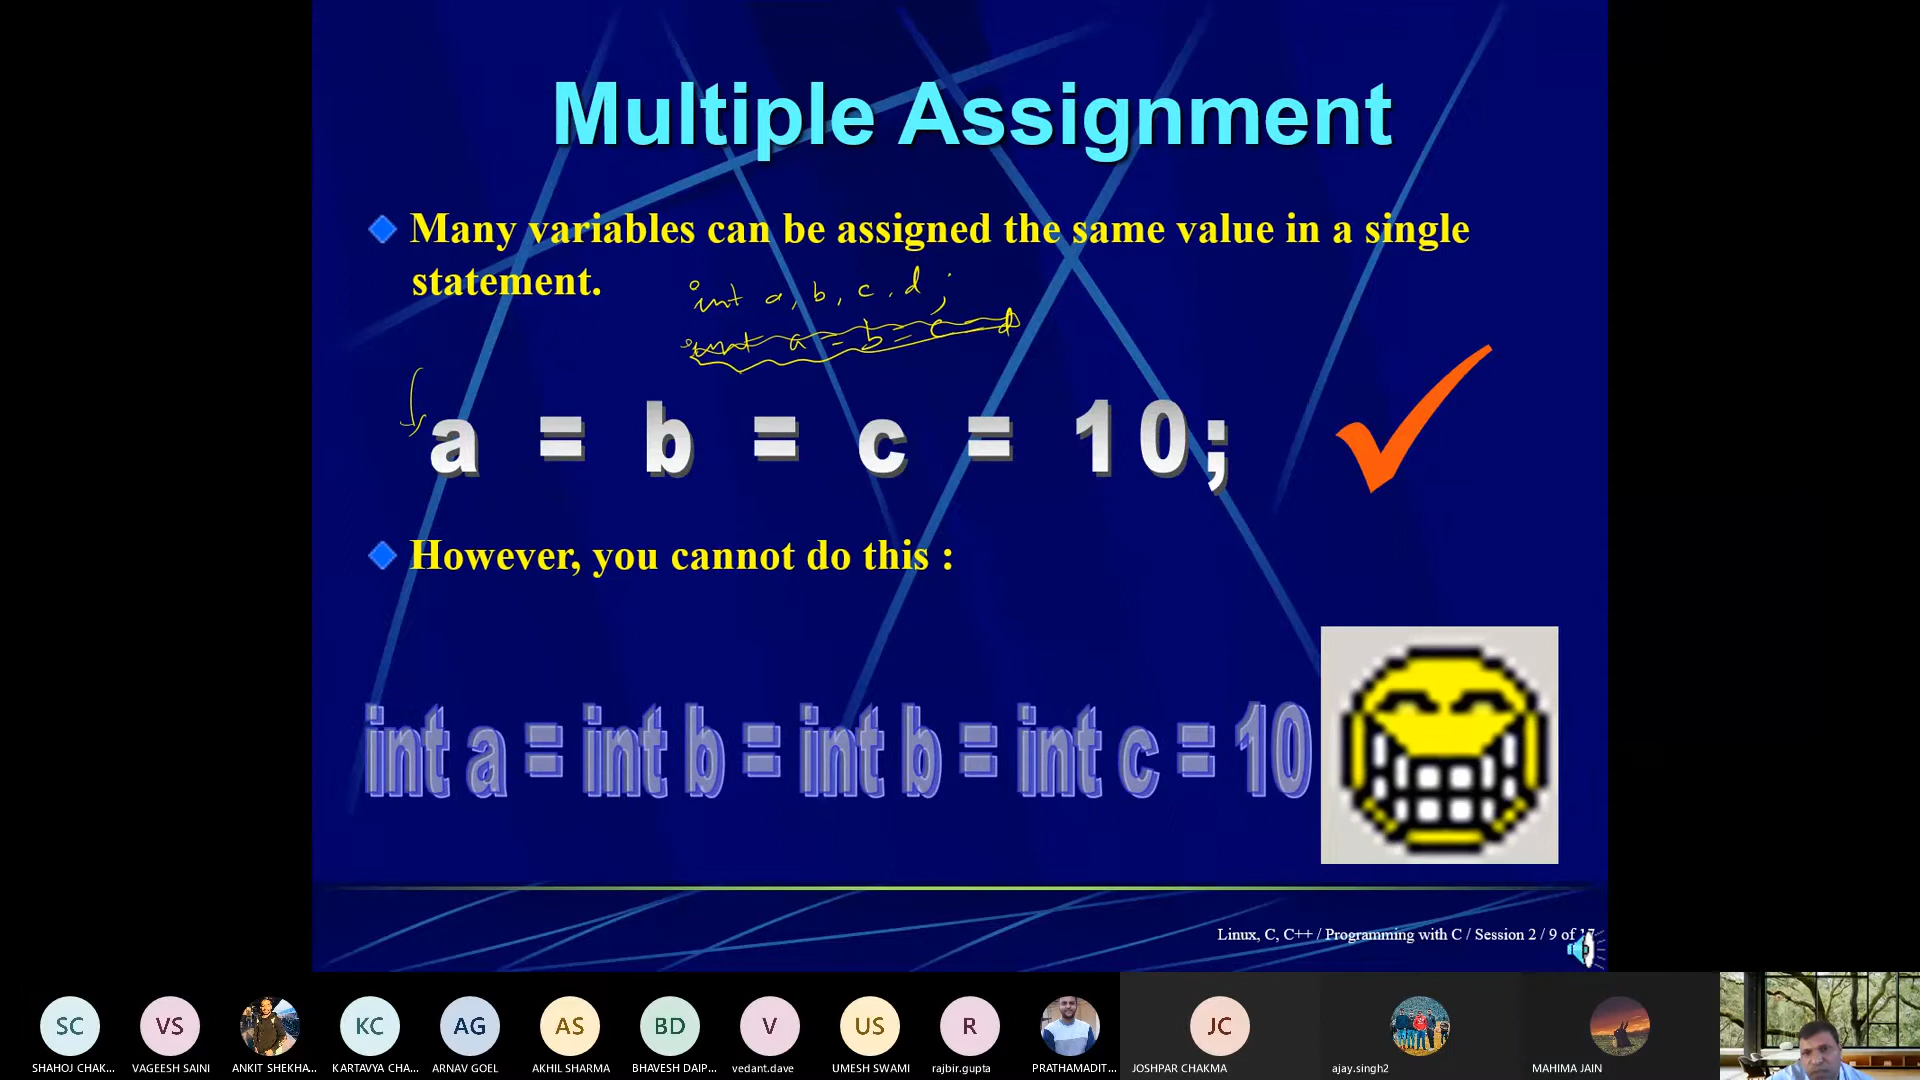 Multiple Assignment
Many variables can be assigned the same value in a single
statement.
int a, b, c, d;
int a = b = c = d
a = b = c = 10;
However, you cannot do this :
int a = int b = int b = int c = 10
Linux, C, C++ / Programming with C / Session 2 / 9 of 17
SC VS KC AG AS BD V US R JC
SHAHOJ CHAK... VAGEESH SAINI ANKIT SHEKHA... KARTAVYA CHA... ARNAV GOEL AKHIL SHARMA BHAVESH DAIP... vedant.dave UMESH SWAMI rajbir.gupta PRATHAMADIT... JOSHPAR CHAKMA ajay.singh2 MAHIMA JAIN